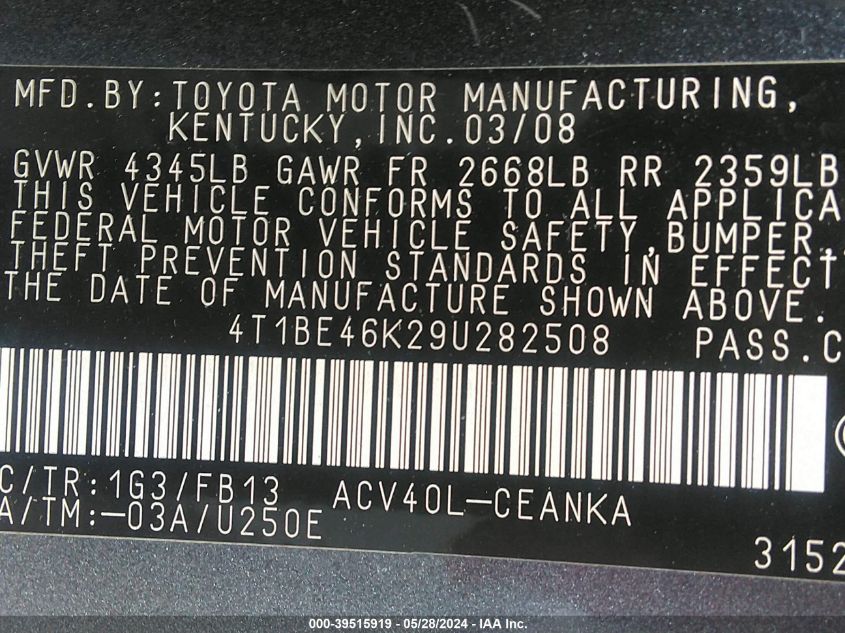 MFD.BY:TOYOTA MOTOR MANUFACTURING,
KENTUCKY,INC.03/08
GVWR 4345LB GAWR FR 2668LB RR 2359LB
THIS VEHICLE CONFORMS TO ALL APPLICA
FEDERAL MOTOR VEHICLE SAFETY,BUMPER,
THEFT PREVENTION STANDARDS IN EFFECT
THE DATE OF MANUFACTURE SHOWN ABOVE.
4T1BE46K29U282508 PASS.C
C/TR:1G3/FB13 ACV40L-CEANKA
A/TM:-03A/U250E
3152
000-39515919 - 05/28/2024 - IAA Inc.